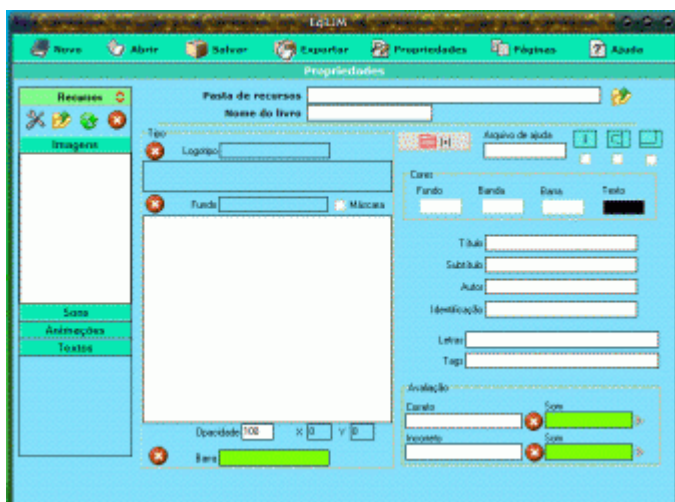 EdiLIM
Novo Abrir Salvar Exportar Propriedades Páginas Ajuda
Propriedades
Recursos
Pasta de recursos
Nome do livro
Imagens
Sons
Animações
Textos
Tipo
Logotipo
Fundo Máscara
Opacidade 100 X 0 Y 0
Barra
Arquivo de ajuda
Cores
Fundo Banda Barra Texto
Título
Subtítulo
Autor
Identificação
Letras
Tags
Avaliação
Correto Som
Incorreto Som